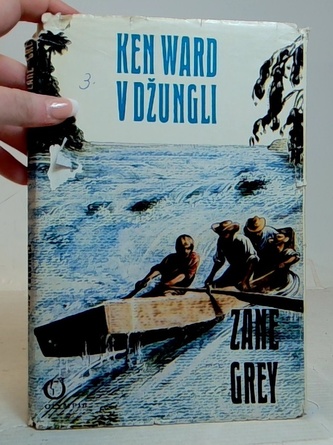 KEN WARD
V DŽUNGLI
3.
ZANE
GREY